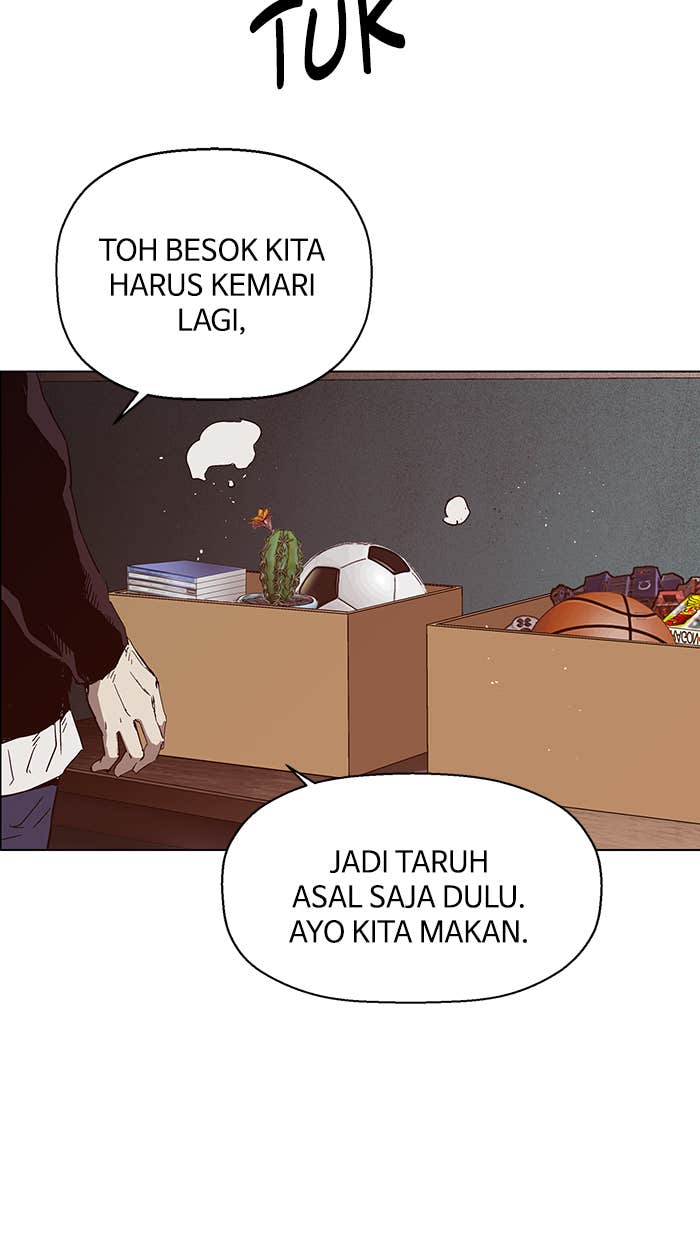 TUK
TOH BESOK KITA
HARUS KEMARI
LAGI,
JADI TARUH
ASAL SAJA DULU.
AYO KITA MAKAN.